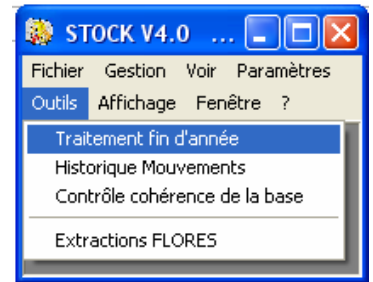 STOCK V4.0 ...
Fichier Gestion Voir Paramètres
Outils Affichage Fenêtre ?
Traitement fin d'année
Historique Mouvements
Contrôle cohérence de la base
Extractions FLORES